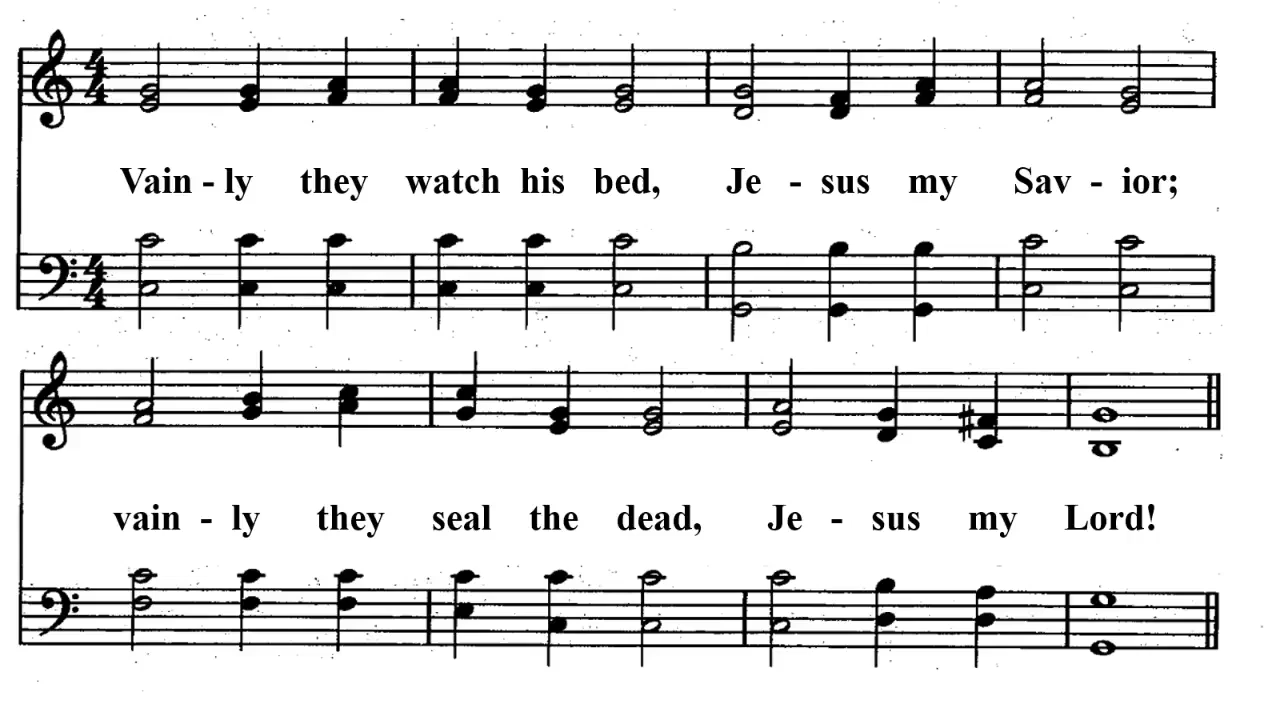 Vain - ly they watch his bed, Je - sus my Sav - ior;
vain - ly they seal the dead, Je - sus my Lord!